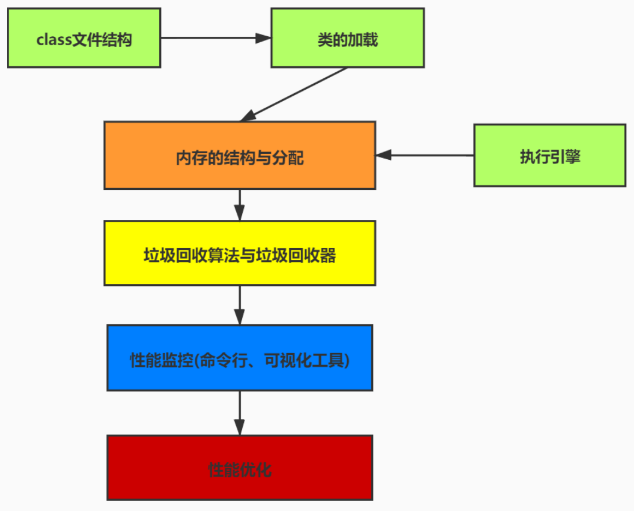 class文件结构
类的加载
内存的结构与分配
执行引擎
垃圾回收算法与垃圾回收器
性能监控(命令行、可视化工具)
性能优化